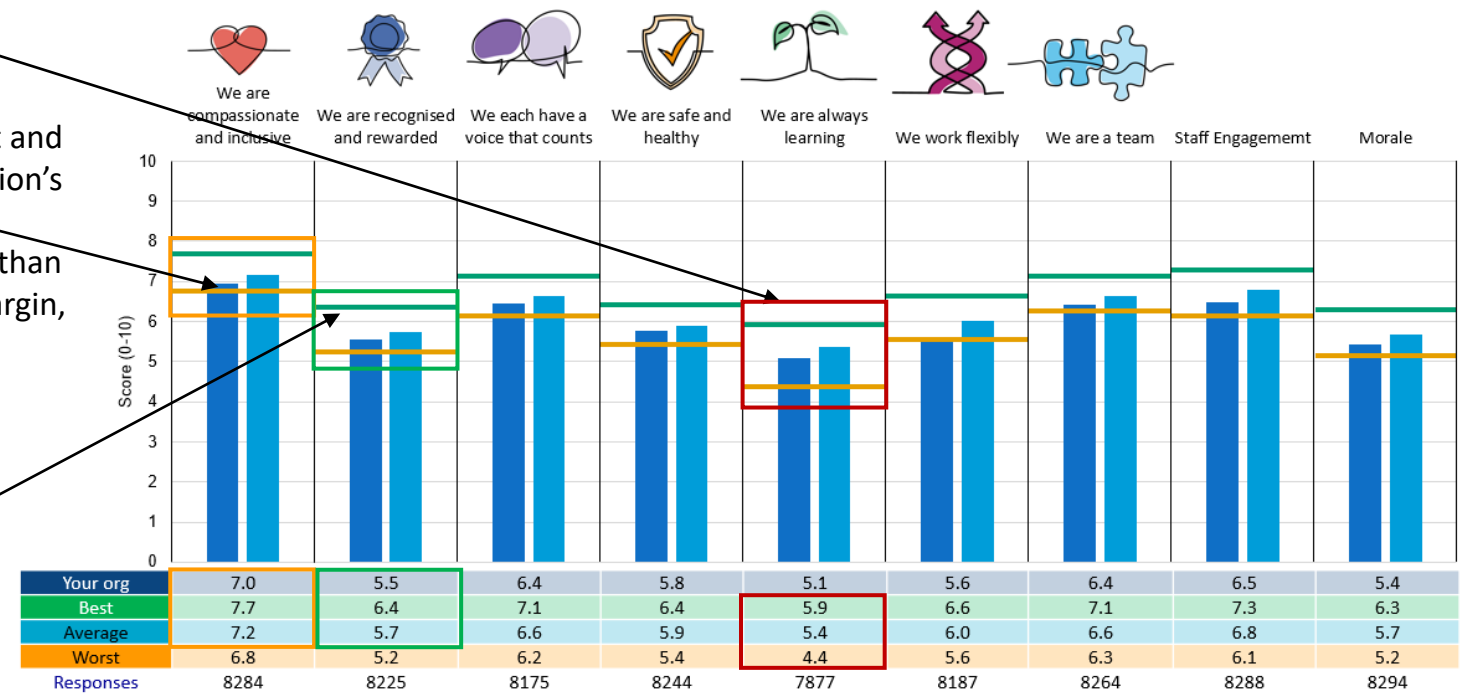 We are
compassionate
and inclusive
We are recognised
and rewarded
We each have a
voice that counts
We are safe and
healthy
We are always
learning
We work flexibly
We are a team
Staff Engagememt
Morale
and
ion’s
than
argin,
Score (0-10)
10
9
8
7
6
5
4
3
2
1
0
Your org 7.0 5.5 6.4 5.8 5.1 5.6 6.4 6.5 5.4
Best 7.7 6.4 7.1 6.4 5.9 6.6 7.1 7.3 6.3
Average 7.2 5.7 6.6 5.9 5.4 6.0 6.6 6.8 5.7
Worst 6.8 5.2 6.2 5.4 4.4 5.6 6.3 6.1 5.2
Responses 8284 8225 8175 8244 7877 8187 8264 8288 8294